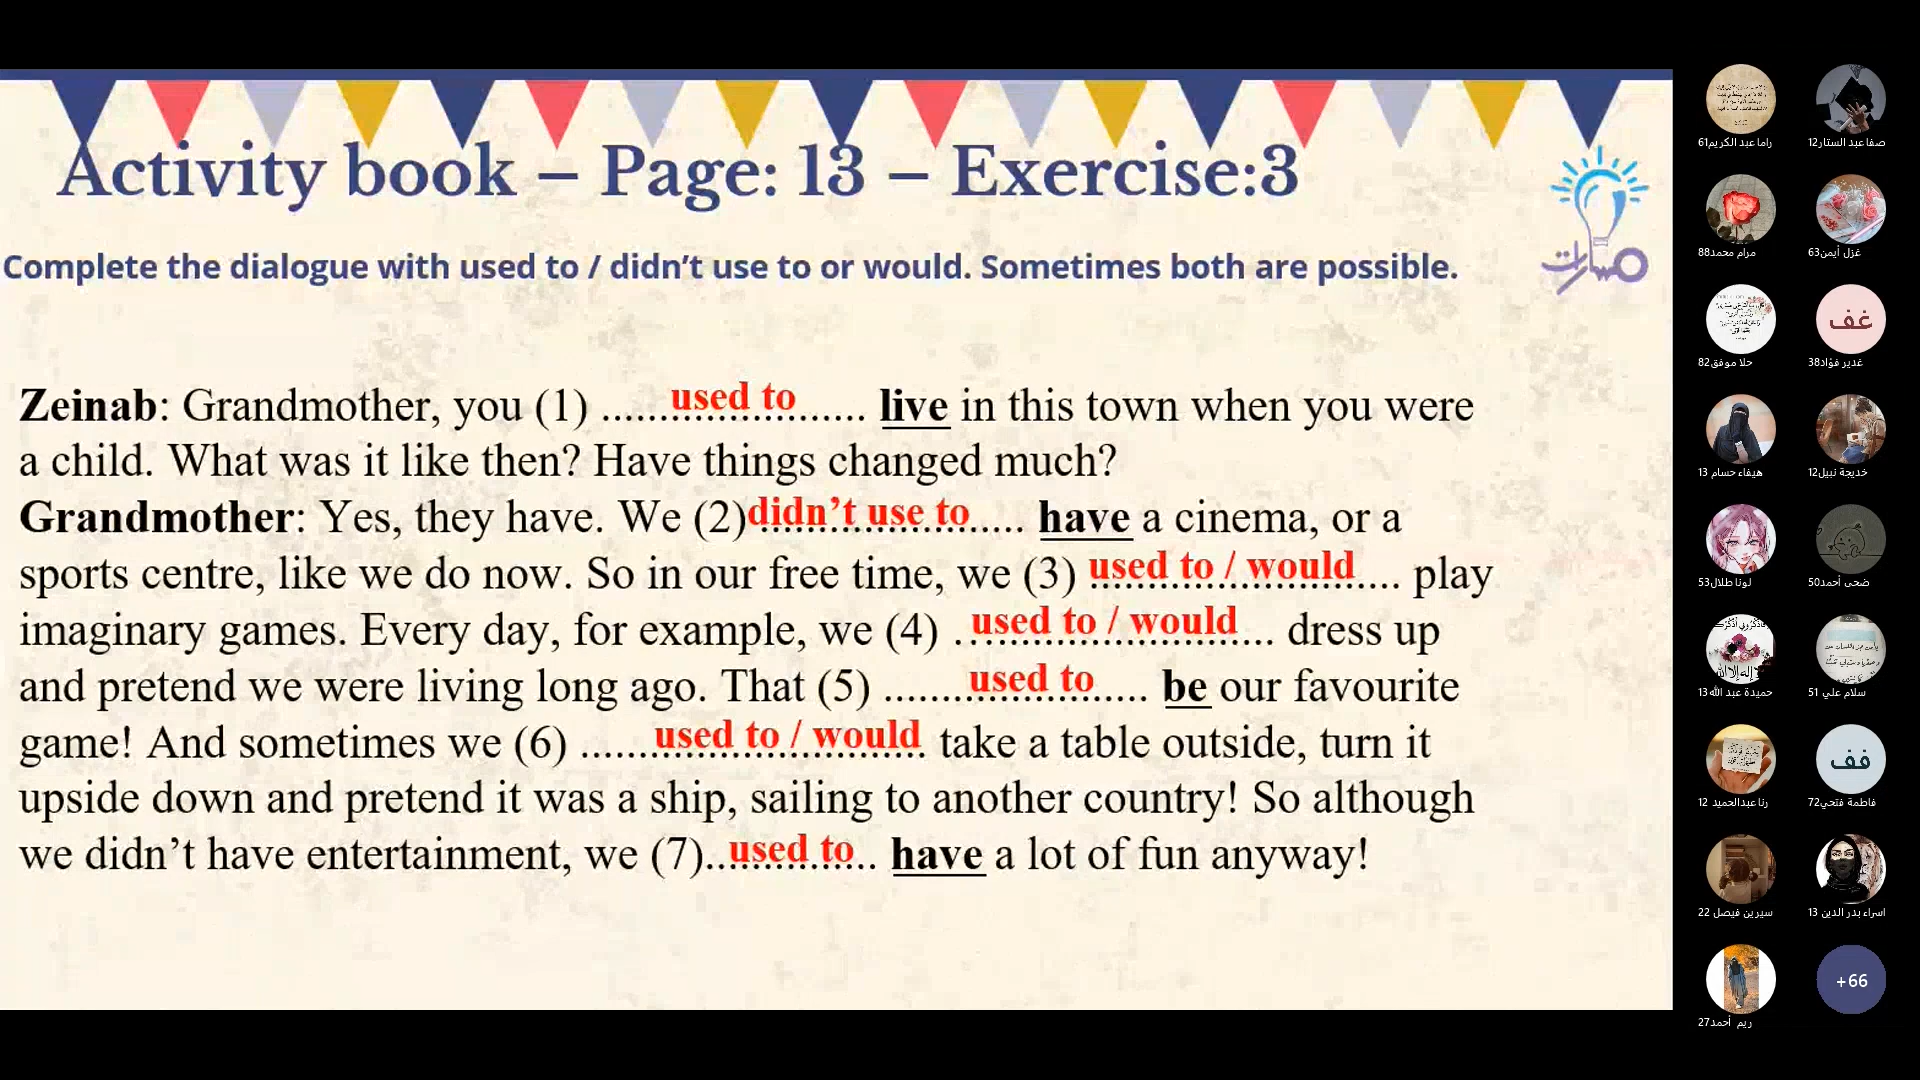 Activity book – Page: 13 – Exercise:3
مسارات
Complete the dialogue with used to / didn’t use to or would. Sometimes both are possible.
Zeinab: Grandmother, you (1) ........used to........ live in this town when you were
a child. What was it like then? Have things changed much?
Grandmother: Yes, they have. We (2)didn’t use to..... have a cinema, or a
sports centre, like we do now. So in our free time, we (3) used to / would.... play
imaginary games. Every day, for example, we (4) .used to / would... dress up
and pretend we were living long ago. That (5) ........used to..... be our favourite
game! And sometimes we (6) ......used to / would take a table outside, turn it
upside down and pretend it was a ship, sailing to another country! So although
we didn’t have entertainment, we (7)..used to.. have a lot of fun anyway!
راما عبد الكريم61
صفا عبد الستار12
مرام محمد88
غزل أيمن63
غف
حلا موفق82
غدير فؤاد38
هيفاء حسام 13
خديجة نبيل12
لونا طلال53
ضحى أحمد50
حميدة عبد الله13
سلام علي 51
فف
رنا عبدالحميد 12
فاطمة فتحي72
سيرين فيصل 22
اسراء بدر الدين 13
ريم أحمد27
+66